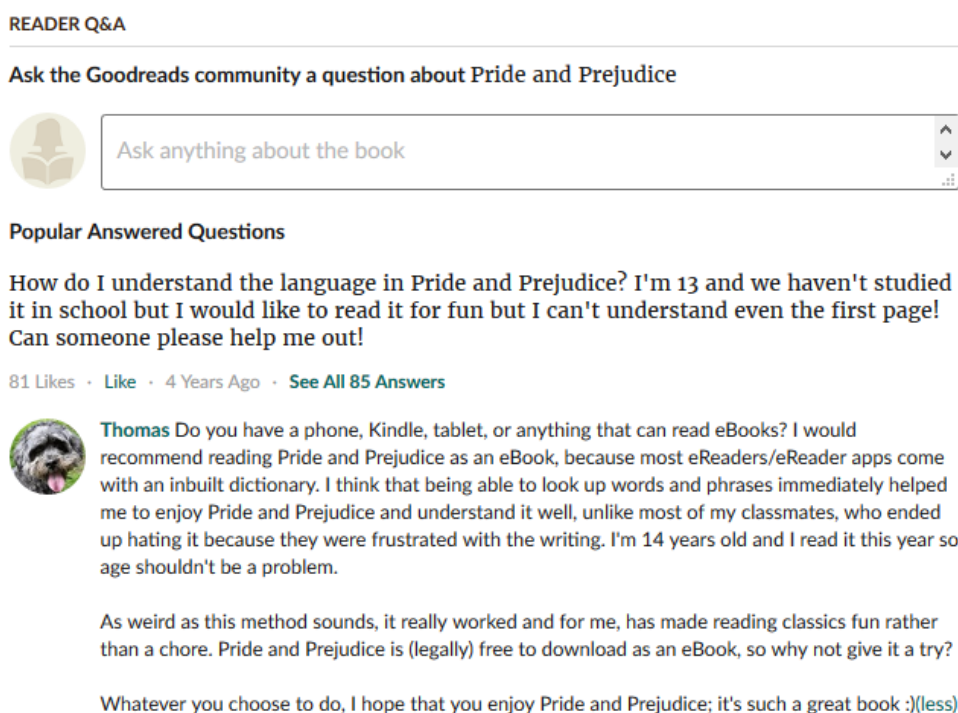 READER Q&A
Ask the Goodreads community a question about Pride and Prejudice
Ask anything about the book
Popular Answered Questions
How do I understand the language in Pride and Prejudice? I'm 13 and we haven't studied
it in school but I would like to read it for fun but I can't understand even the first page!
Can someone please help me out!
81 Likes · Like · 4 Years Ago · See All 85 Answers
Thomas Do you have a phone, Kindle, tablet, or anything that can read eBooks? I would
recommend reading Pride and Prejudice as an eBook, because most eReaders/eReader apps come
with an inbuilt dictionary. I think that being able to look up words and phrases immediately helped
me to enjoy Pride and Prejudice and understand it well, unlike most of my classmates, who ended
up hating it because they were frustrated with the writing. I'm 14 years old and I read it this year so
age shouldn't be a problem.
As weird as this method sounds, it really worked and for me, has made reading classics fun rather
than a chore. Pride and Prejudice is (legally) free to download as an eBook, so why not give it a try?
Whatever you choose to do, I hope that you enjoy Pride and Prejudice; it's such a great book :)(less)